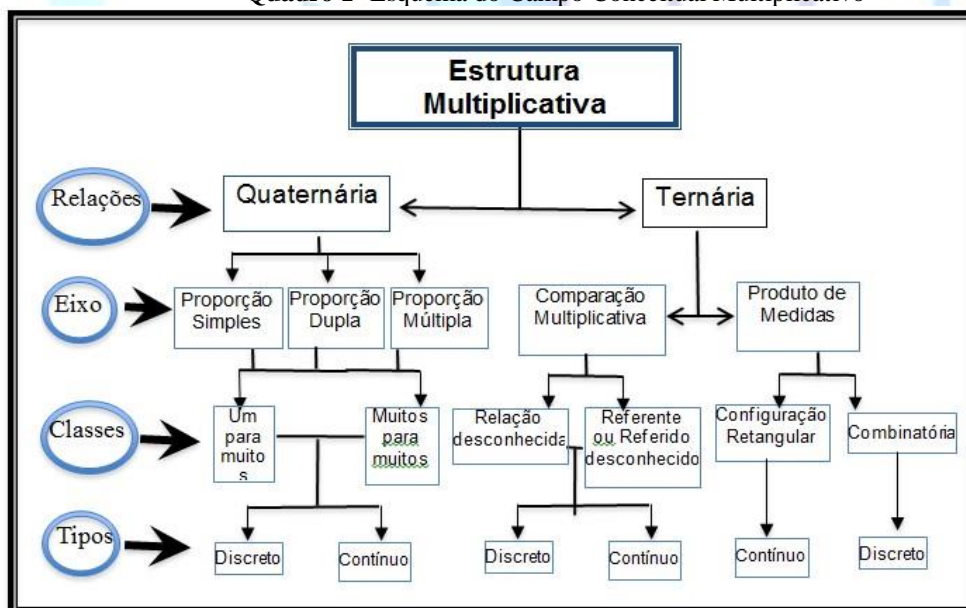 Quadro 1- Esquema do Campo Conceitual Multiplicativo
Estrutura
Multiplicativa
Relações
Quaternária
Ternária
Eixo
Proporção
Simples
Proporção
Dupla
Proporção
Múltipla
Comparação
Multiplicativa
Produto de
Medidas
Classes
Um
para
muito
s
Muitos
para
muitos
Relação
desconhecida
Referente
ou Referido
desconhecido
Configuração
Retangular
Combinatória
Tipos
Discreto
Contínuo
Discreto
Contínuo
Contínuo
Discreto